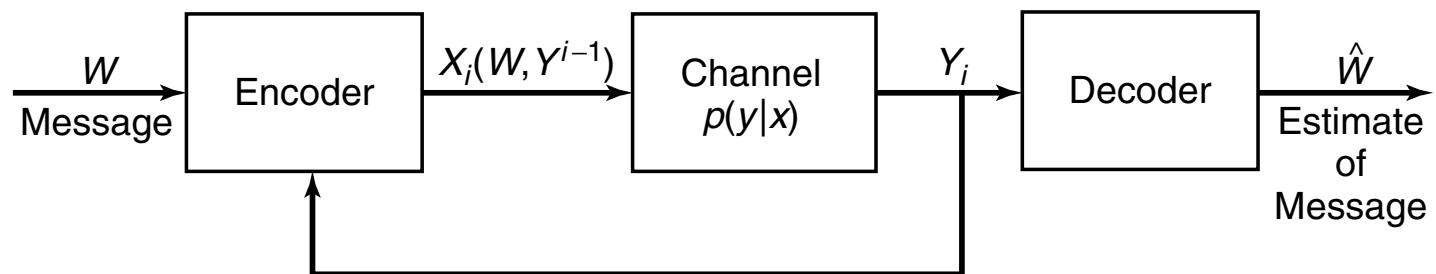 W
Message
Encoder
X_i(W, Y^{i−1})
Channel
p(y|x)
Y_i
Decoder
Ŵ
Estimate
of
Message